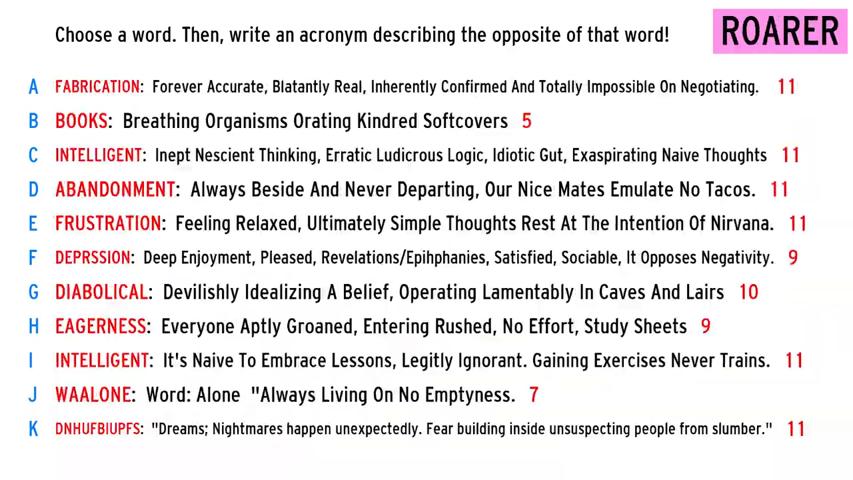 Choose a word. Then, write an acronym describing the opposite of that word!
ROARER
A FABRICATION: Forever Accurate, Blatantly Real, Inherently Confirmed And Totally Impossible On Negotiating. 11
B BOOKS: Breathing Organisms Orating Kindred Softcovers 5
C INTELLIGENT: Inept Nescient Thinking, Erratic Ludicrous Logic, Idiotic Gut, Exaspirating Naive Thoughts 11
D ABANDONMENT: Always Beside And Never Departing, Our Nice Mates Emulate No Tacos. 11
E FRUSTRATION: Feeling Relaxed, Ultimately Simple Thoughts Rest At The Intention Of Nirvana. 11
F DEPRSSION: Deep Enjoyment, Pleased, Revelations/Epihphanies, Satisfied, Sociable, It Opposes Negativity. 9
G DIABOLICAL: Devilishly Idealizing A Belief, Operating Lamentably In Caves And Lairs 10
H EAGERNESS: Everyone Aptly Groaned, Entering Rushed, No Effort, Study Sheets 9
I INTELLIGENT: It's Naive To Embrace Lessons, Legitly Ignorant. Gaining Exercises Never Trains. 11
J WAALONE: Word: Alone "Always Living On No Emptyness. 7
K DNHUFBIUPFS: "Dreams; Nightmares happen unexpectedly. Fear building inside unsuspecting people from slumber." 11